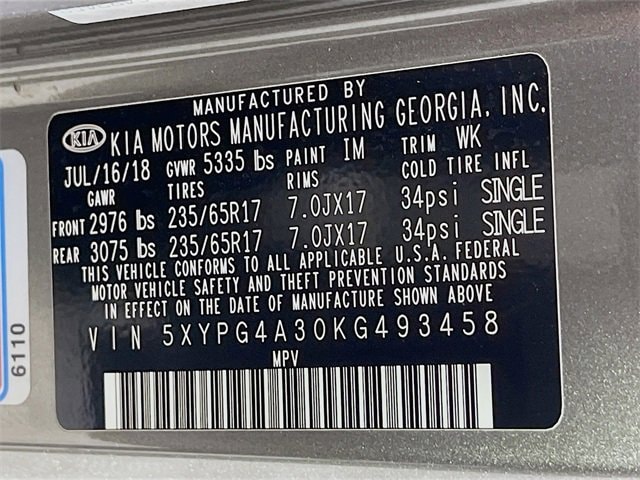 MANUFACTURED BY
KIA KIA MOTORS MANUFACTURING GEORGIA, INC.
JUL/16/18 GVWR 5335 lbs PAINT IM TRIM WK
GAWR TIRES RIMS COLD TIRE INFL
FRONT 2976 lbs 235/65R17 7.0JX17 34psi SINGLE
REAR 3075 lbs 235/65R17 7.0JX17 34psi SINGLE
THIS VEHICLE CONFORMS TO ALL APPLICABLE U.S.A. FEDERAL
MOTOR VEHICLE SAFETY AND THEFT PREVENTION STANDARDS
IN EFFECT ON THE DATE OF MANUFACTURE SHOWN ABOVE
VIN 5XYPG4A30KG493458
MPV
6110